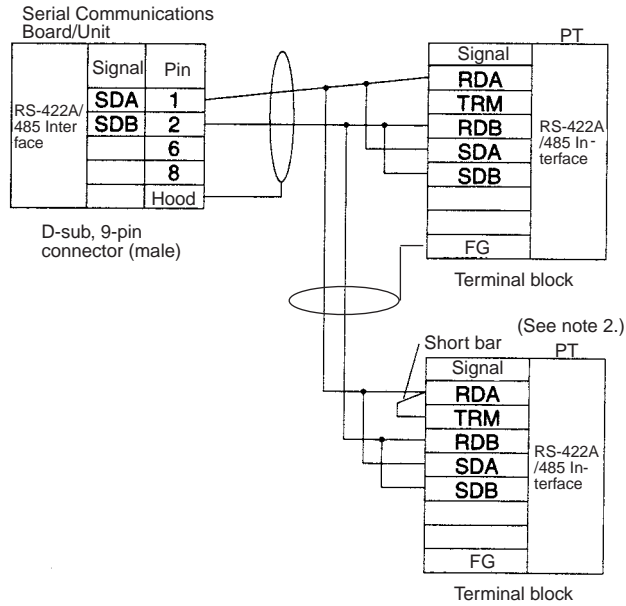 Serial Communications
Board/Unit
Signal Pin
RS-422A/
485 Inter
face
SDA 1
SDB 2
6
8
Hood
D-sub, 9-pin
connector (male)
PT
Signal
RDA
TRM
RDB
SDA
SDB
FG
RS-422A
/485 In-
terface
Terminal block
(See note 2.)
Short bar
PT
Signal
RDA
TRM
RDB
SDA
SDB
FG
RS-422A
/485 In-
terface
Terminal block